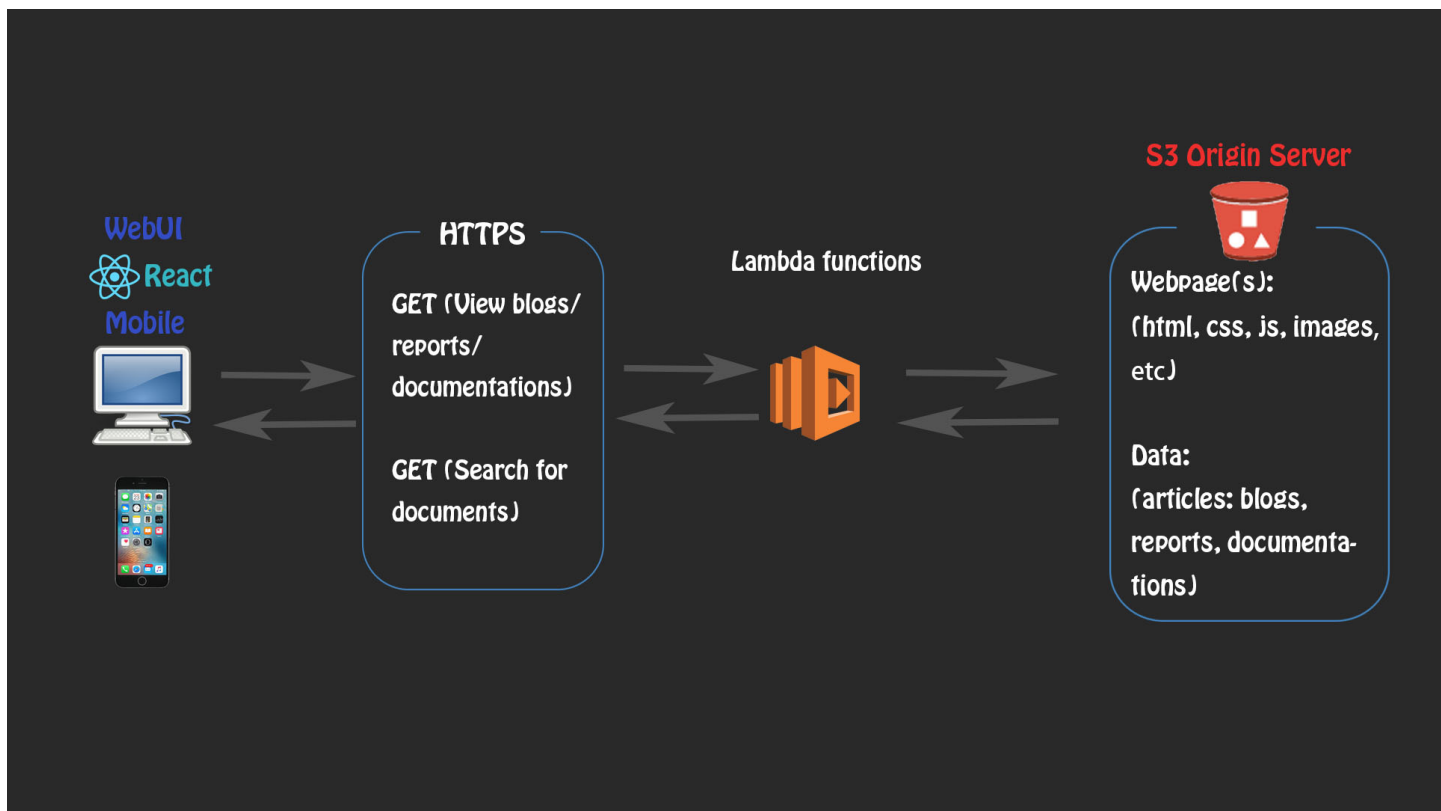 WebUI
React
Mobile
HTTPS
GET (View blogs/
reports/
documentations)
GET (Search for
documents)
Lambda functions
S3 Origin Server
Webpage(s):
(html, css, js, images,
etc)
Data:
(articles: blogs,
reports, documenta-
tions)